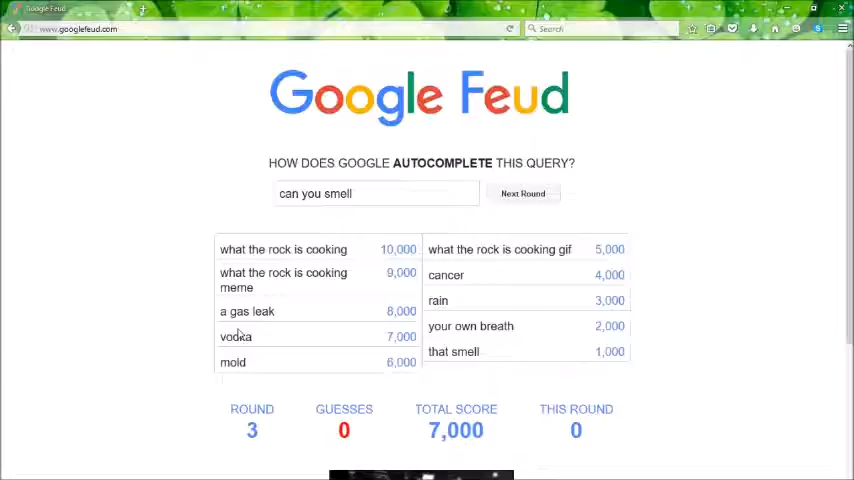 Google Feud
www.googlefeud.com
Search
Google Feud
HOW DOES GOOGLE AUTOCOMPLETE THIS QUERY?
can you smell
Next Round
what the rock is cooking 10,000
what the rock is cooking meme 9,000
a gas leak 8,000
vodka 7,000
mold 6,000
what the rock is cooking gif 5,000
cancer 4,000
rain 3,000
your own breath 2,000
that smell 1,000
ROUND GUESSES TOTAL SCORE THIS ROUND
3 0 7,000 0